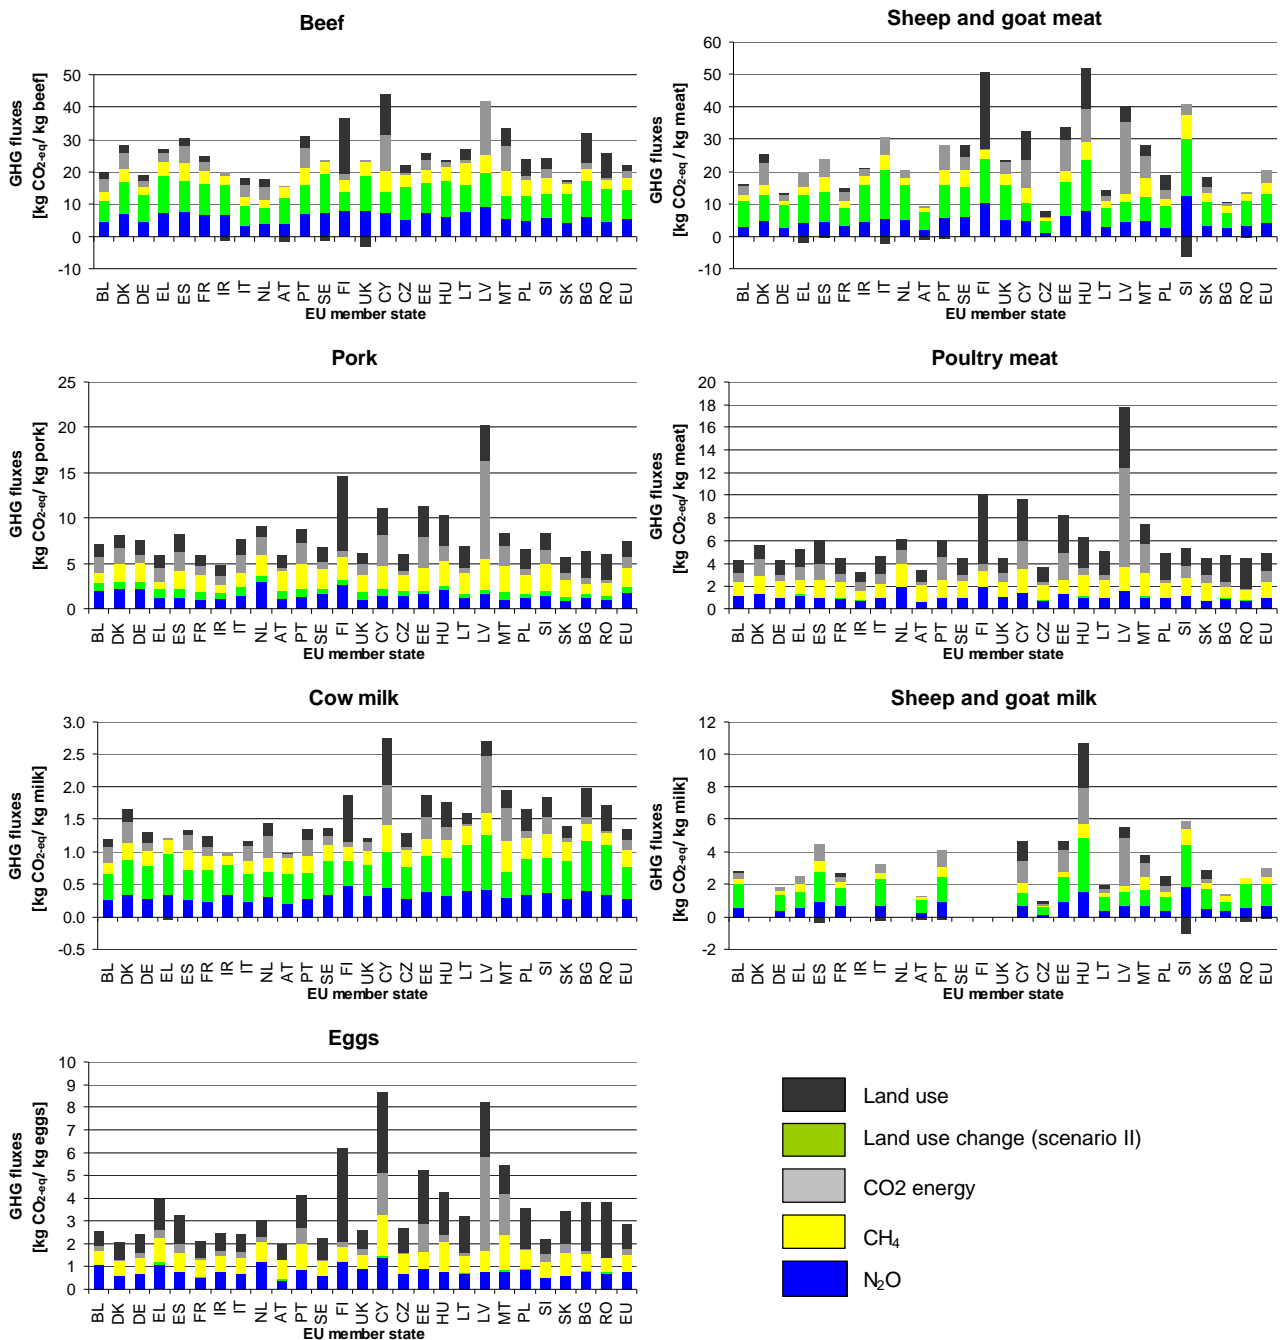 Beef
GHG fluxes
[kg CO2-eq/ kg beef]
50
40
30
20
10
0
-10
BL DK DE EL ES FR IR IT NL AT PT SE FI UK CY CZ EE HU LT LV MT PL SI SK BG RO EU
EU member state
Sheep and goat meat
GHG fluxes
[kg CO2-eq/ kg meat]
60
50
40
30
20
10
0
-10
BL DK DE EL ES FR IR IT NL AT PT SE FI UK CY CZ EE HU LT LV MT PL SI SK BG RO EU
EU member state
Pork
GHG fluxes
[kg CO2-eq/ kg pork]
25
20
15
10
5
0
BL DK DE EL ES FR IR IT NL AT PT SE FI UK CY CZ EE HU LT LV MT PL SI SK BG RO EU
EU member state
Poultry meat
GHG fluxes
[kg CO2-eq/ kg meat]
20
18
16
14
12
10
8
6
4
2
0
BL DK DE EL ES FR IR IT NL AT PT SE FI UK CY CZ EE HU LT LV MT PL SI SK BG RO EU
EU member state
Cow milk
GHG fluxes
[kg CO2-eq/ kg milk]
3.0
2.5
2.0
1.5
1.0
0.5
0.0
-0.5
BL DK DE EL ES FR IR IT NL AT PT SE FI UK CY CZ EE HU LT LV MT PL SI SK BG RO EU
EU member state
Sheep and goat milk
GHG fluxes
[kg CO2-eq/ kg milk]
12
10
8
6
4
2
0
-2
BL DK DE EL ES FR IR IT NL AT PT SE FI UK CY CZ EE HU LT LV MT PL SI SK BG RO EU
EU member state
Eggs
GHG fluxes
[kg CO2-eq/ kg eggs]
10
9
8
7
6
5
4
3
2
1
0
BL DK DE EL ES FR IR IT NL AT PT SE FI UK CY CZ EE HU LT LV MT PL SI SK BG RO EU
EU member state
Land use
Land use change (scenario II)
CO2 energy
CH₄
N₂O